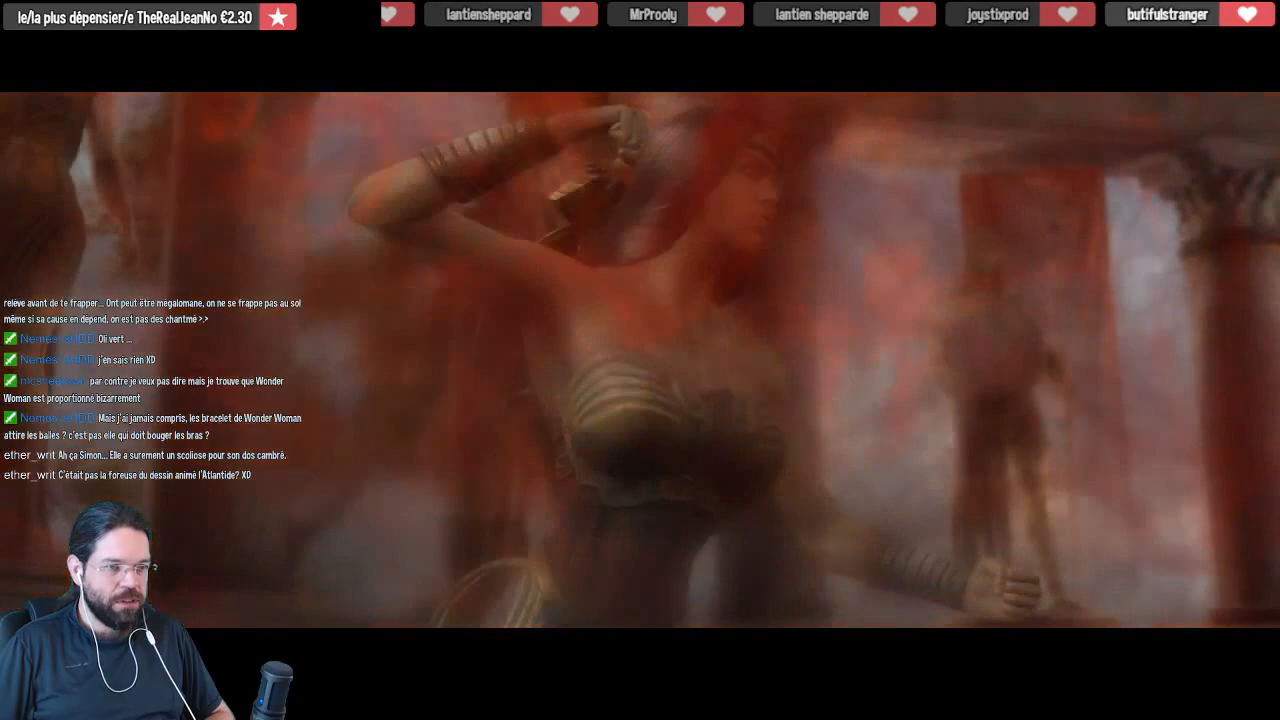 le/la plus dépensier/e TheRealJeanNo €2.30
lantiensheppard
MrProoly
lantien shepparde
joystixprod
butifulstranger
relève avant de te frapper... Ont peut être mégalomane, on ne se frappe pas au sol
même si sa cause en dépend, on est pas des chantmé >.>
Oli vert ...
j'en sais rien XD
par contre je veux pas dire mais je trouve que Wonder
Woman est proportionné bizarrement
Mais j'ai jamais compris, les bracelet de Wonder Woman
attire les balles ? c'est pas elle qui doit bouger les bras ?
ether_writ Ah ça Simon... Elle a surement un scoliose pour son dos cambré.
ether_writ C'était pas la foreuse du dessin animé l'Atlantide? XD